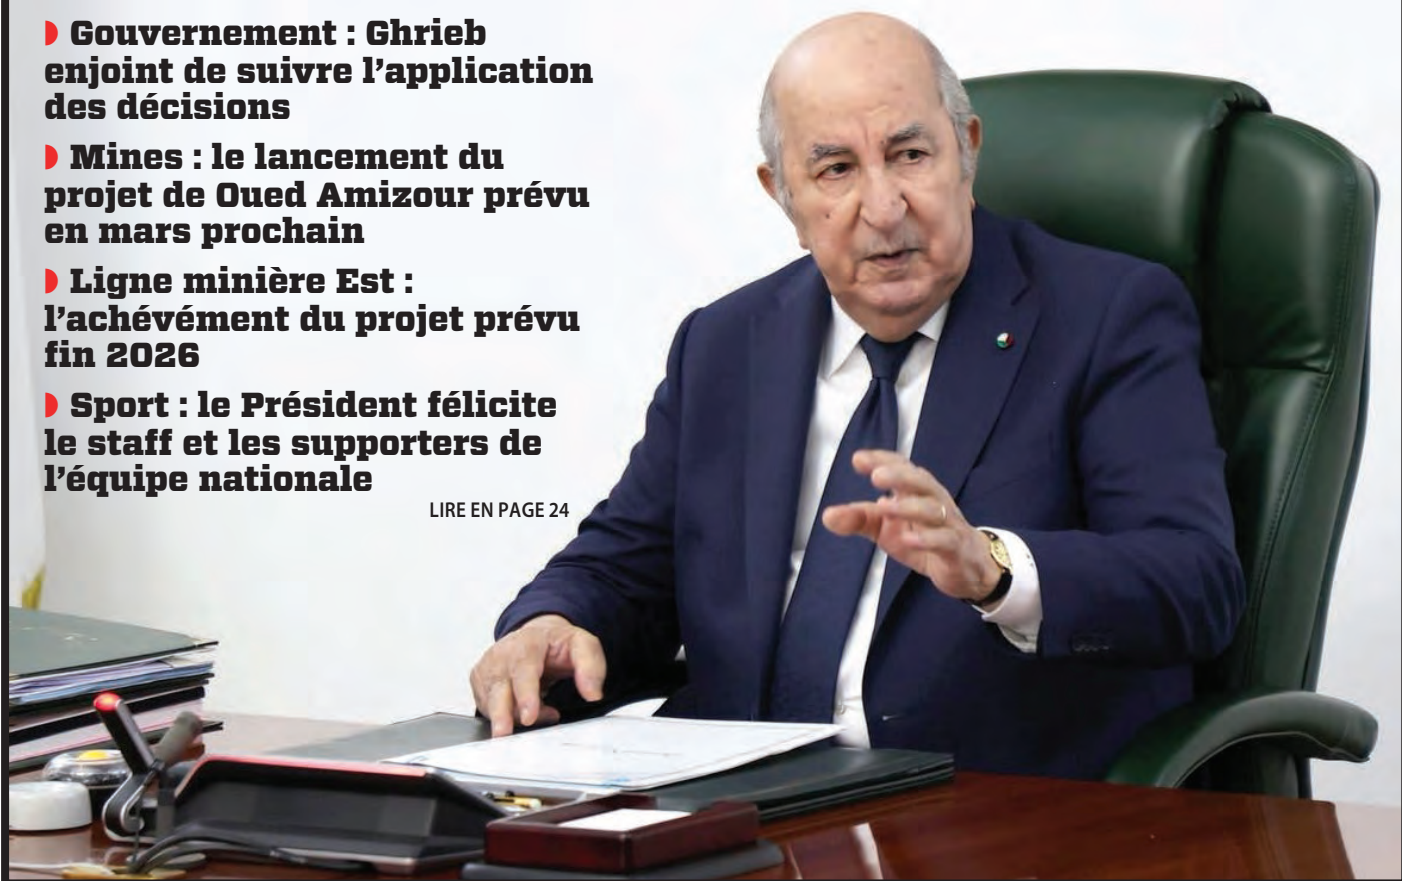 Gouvernement : Ghrieb
enjoint de suivre l’application
des décisions
Mines : le lancement du
projet de Oued Amizour prévu
en mars prochain
Ligne minière Est :
l’achévément du projet prévu
fin 2026
Sport : le Président félicite
le staff et les supporters de
l’équipe nationale
LIRE EN PAGE 24